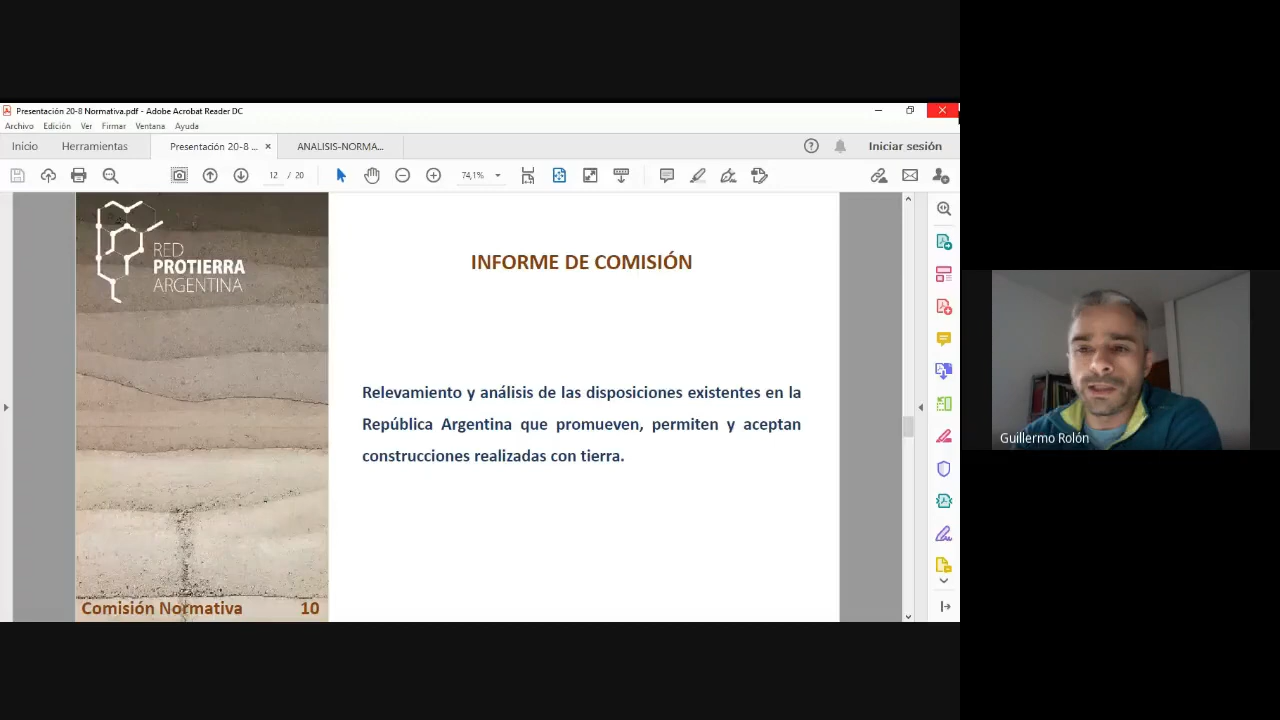 Presentación 20-8 Normativa.pdf - Adobe Acrobat Reader DC
Archivo Edición Ver Firmar Ventana Ayuda
Inicio Herramientas Presentación 20-8 ... × ANALISIS-NORMA... Iniciar sesión
12 / 20 74,1%
RED
PROTIERRA
ARGENTINA
INFORME DE COMISIÓN
Relevamiento y análisis de las disposiciones existentes en la
República Argentina que promueven, permiten y aceptan
construcciones realizadas con tierra.
Comisión Normativa 10
Guillermo Rolón